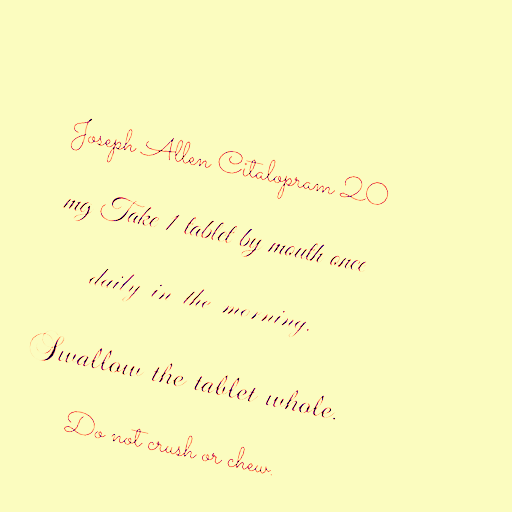 Joseph Allen Citalopram 20
mg Take 1 tablet by mouth once
daily in the morning.
Swallow the tablet whole.
Do not crush or chew.